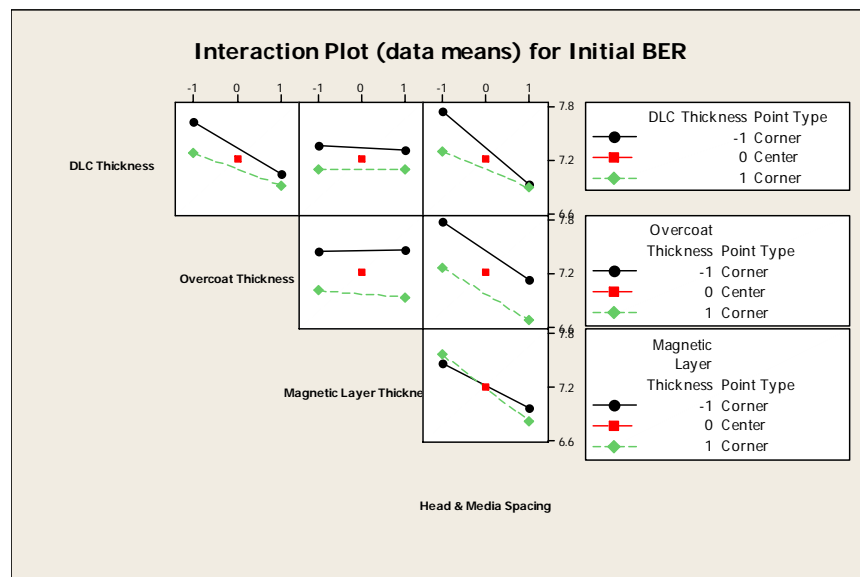 Interaction Plot (data means) for Initial BER
-1 0 1 -1 0 1 -1 0 1
7.8
7.2
6.6
DLC Thickness
DLC Thickness Point Type
-1 Corner
0 Center
1 Corner
7.8
7.2
6.6
Overcoat Thickness
Overcoat
Thickness Point Type
-1 Corner
0 Center
1 Corner
7.8
7.2
6.6
Magnetic Layer Thickne
Magnetic
Layer
Thickness Point Type
-1 Corner
0 Center
1 Corner
Head & Media Spacing